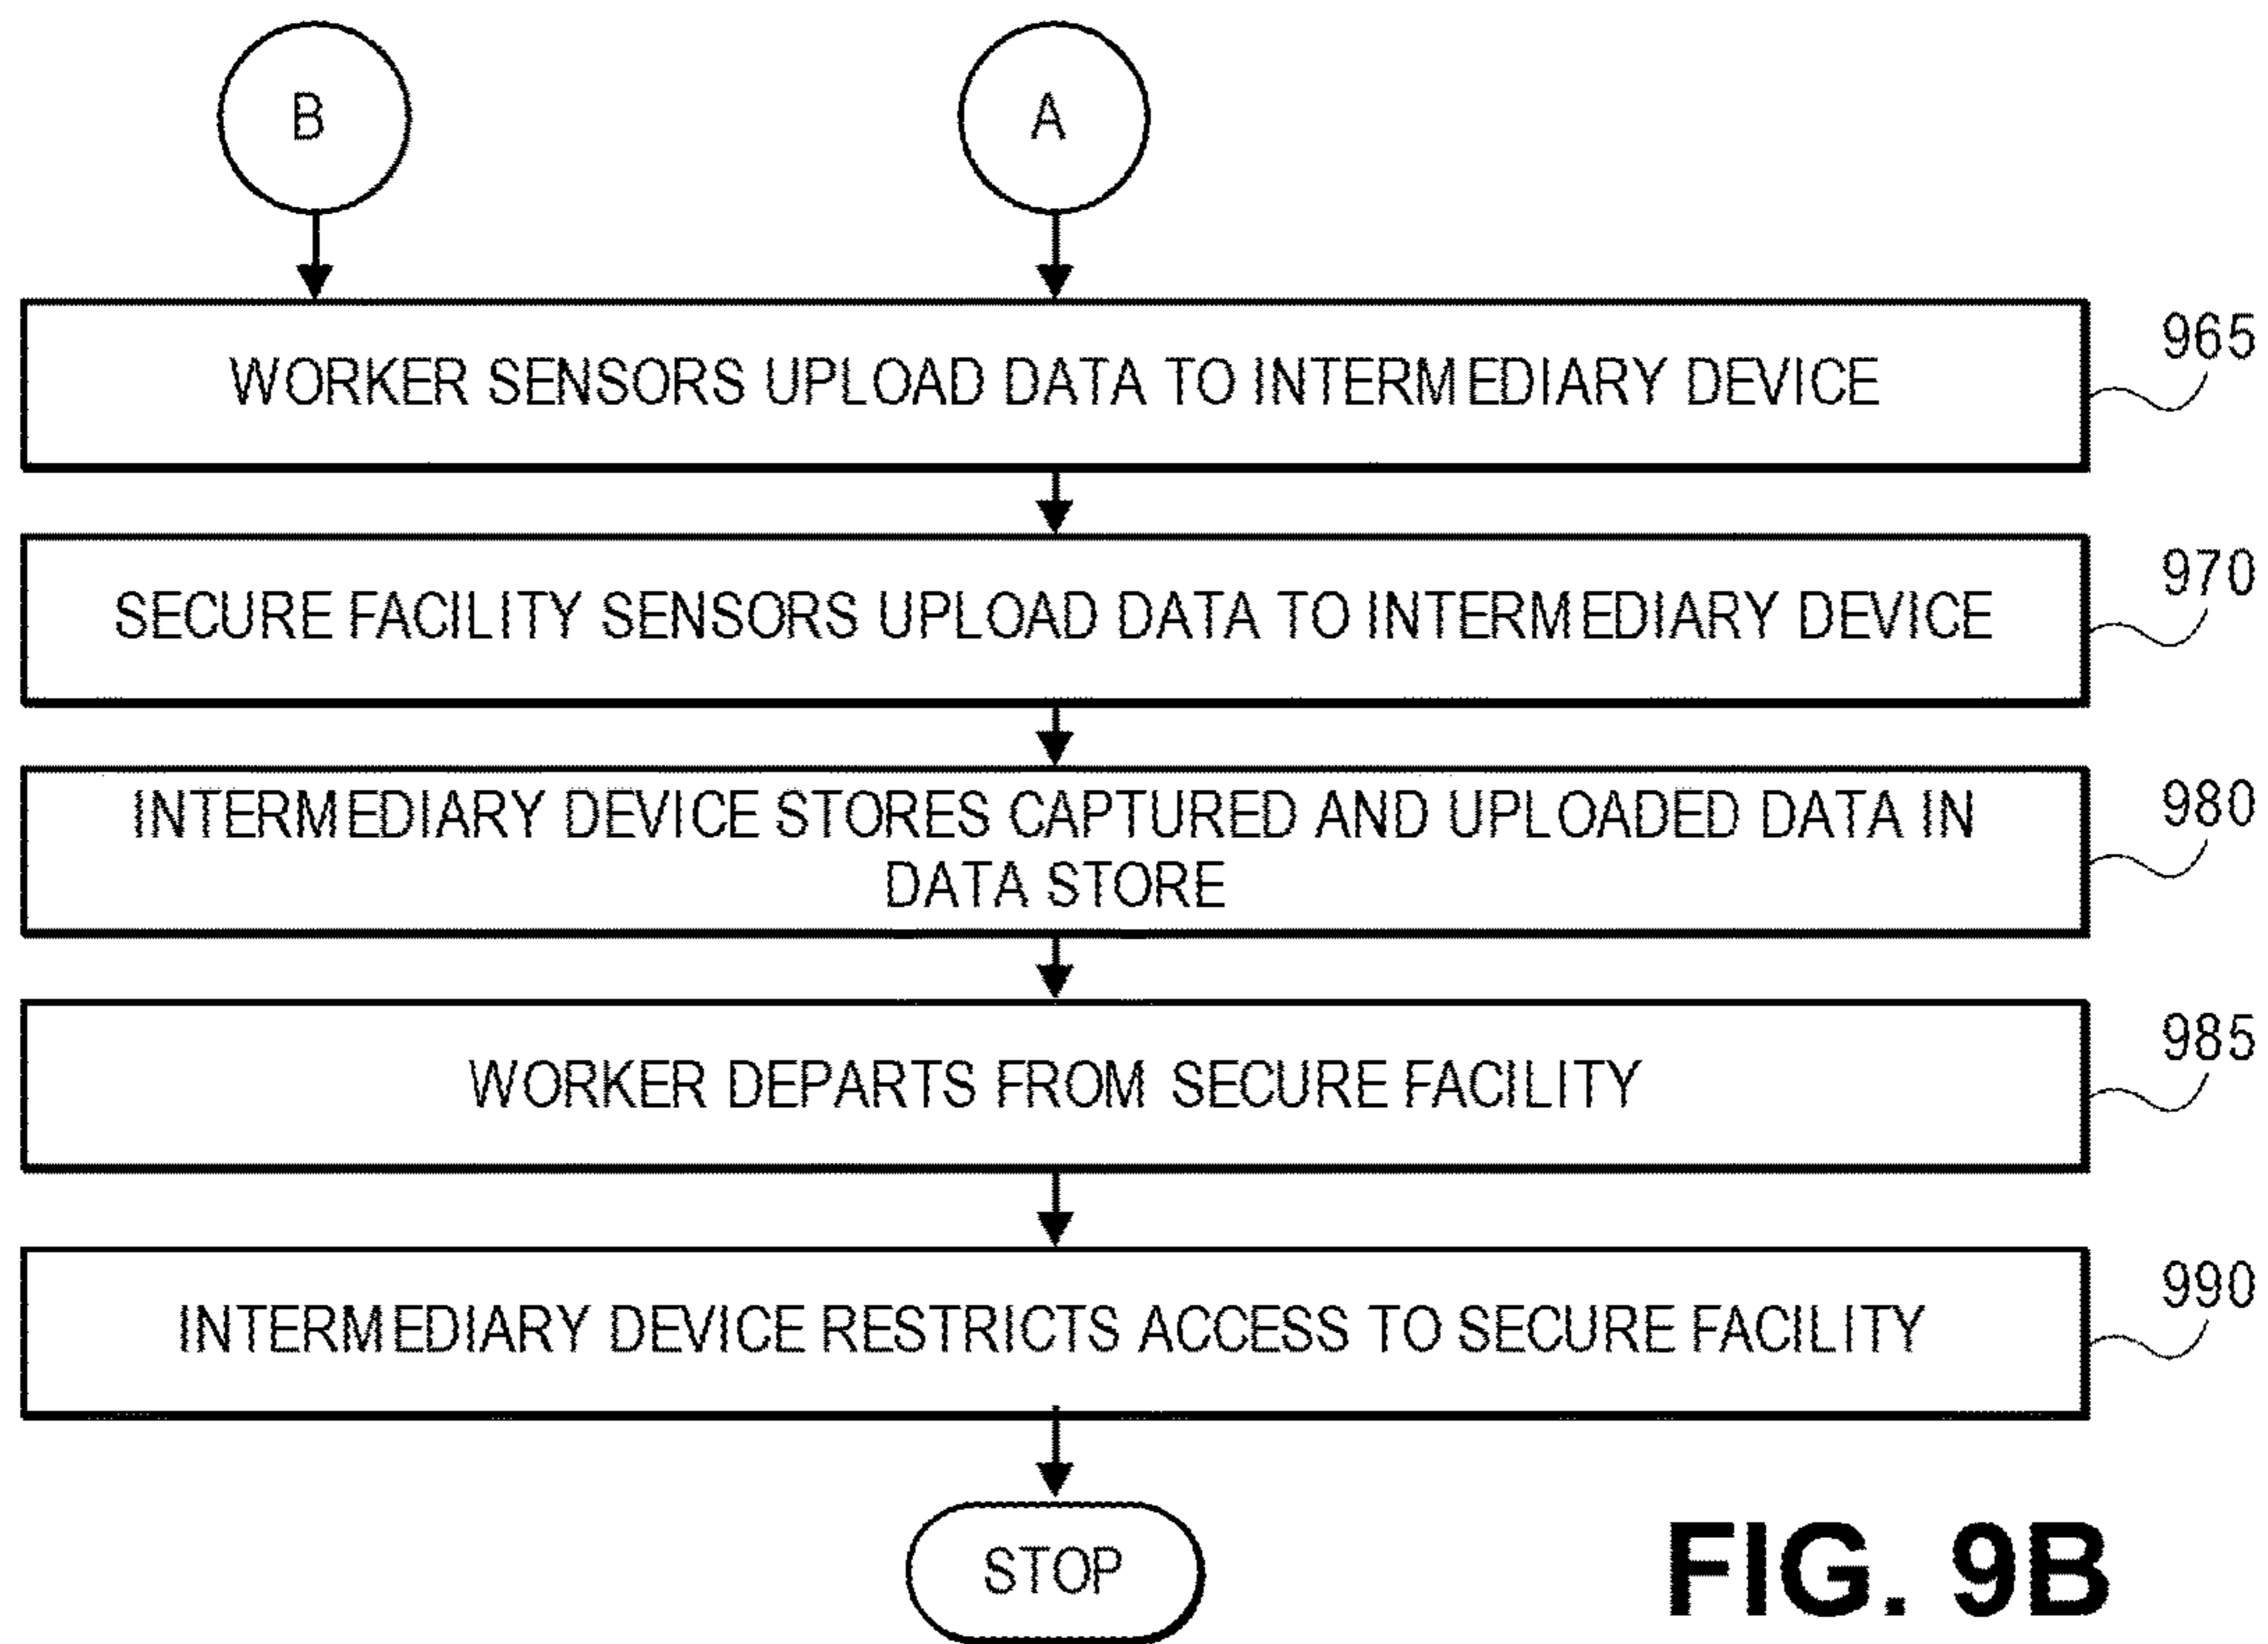 B
A
WORKER SENSORS UPLOAD DATA TO INTERMEDIARY DEVICE
965
SECURE FACILITY SENSORS UPLOAD DATA TO INTERMEDIARY DEVICE
970
INTERMEDIARY DEVICE STORES CAPTURED AND UPLOADED DATA IN
DATA STORE
980
WORKER DEPARTS FROM SECURE FACILITY
985
INTERMEDIARY DEVICE RESTRICTS ACCESS TO SECURE FACILITY
990
STOP
FIG. 9B